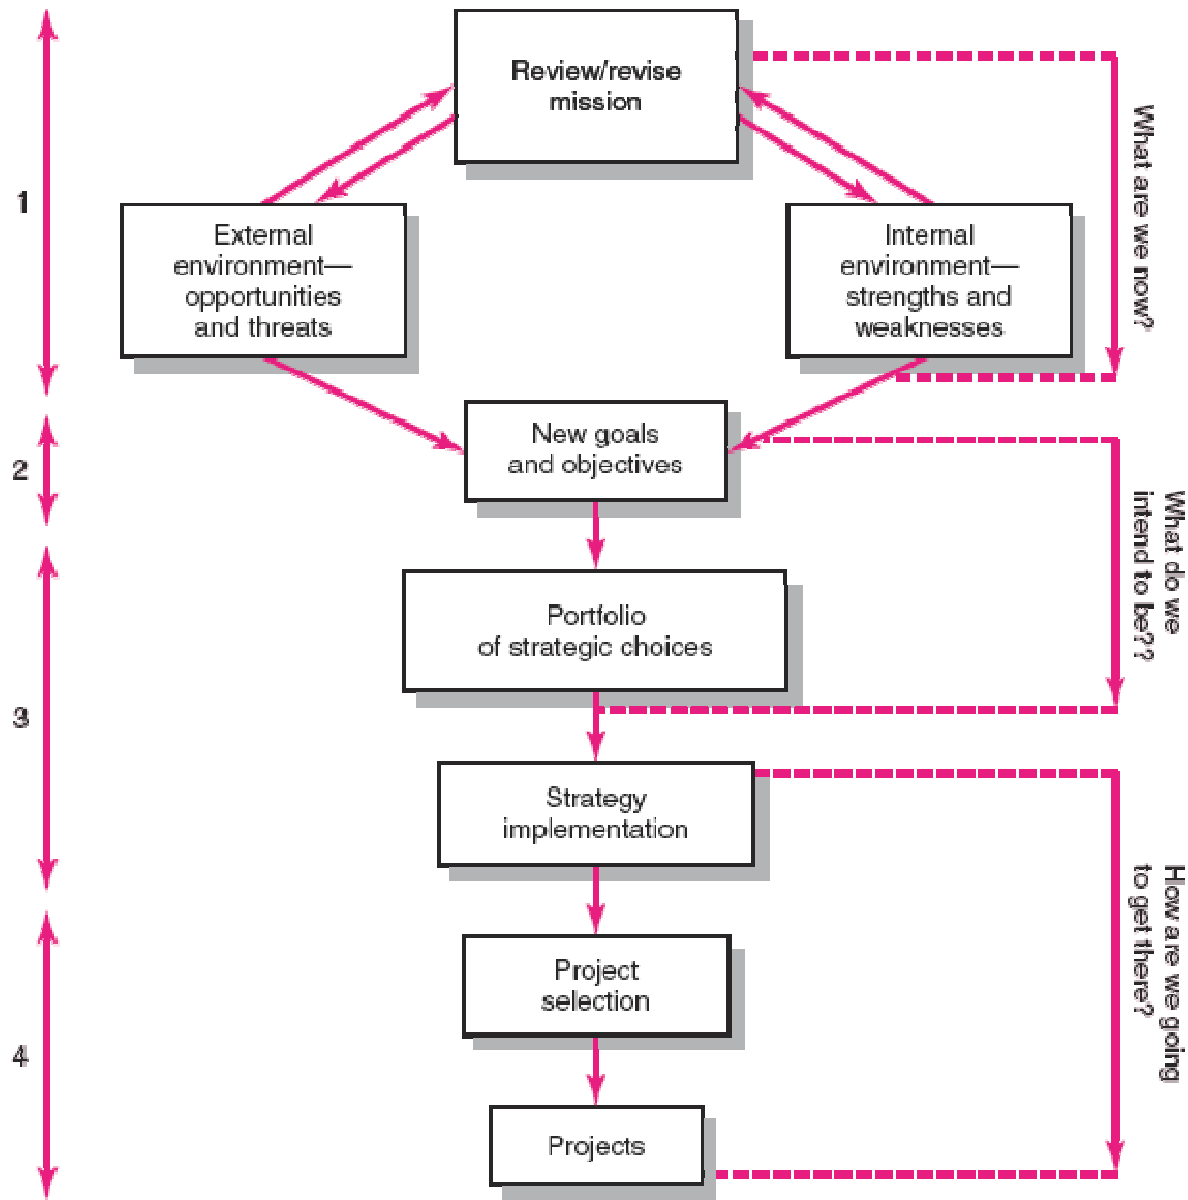 Review/revise
mission
1
What are we now?
External
environment—
opportunities
and threats
Internal
environment—
strengths and
weaknesses
2
New goals
and objectives
What do we
intend to be??
Portfolio
of strategic choices
3
Strategy
implementation
How are we going
to get there?
Project
selection
4
Projects